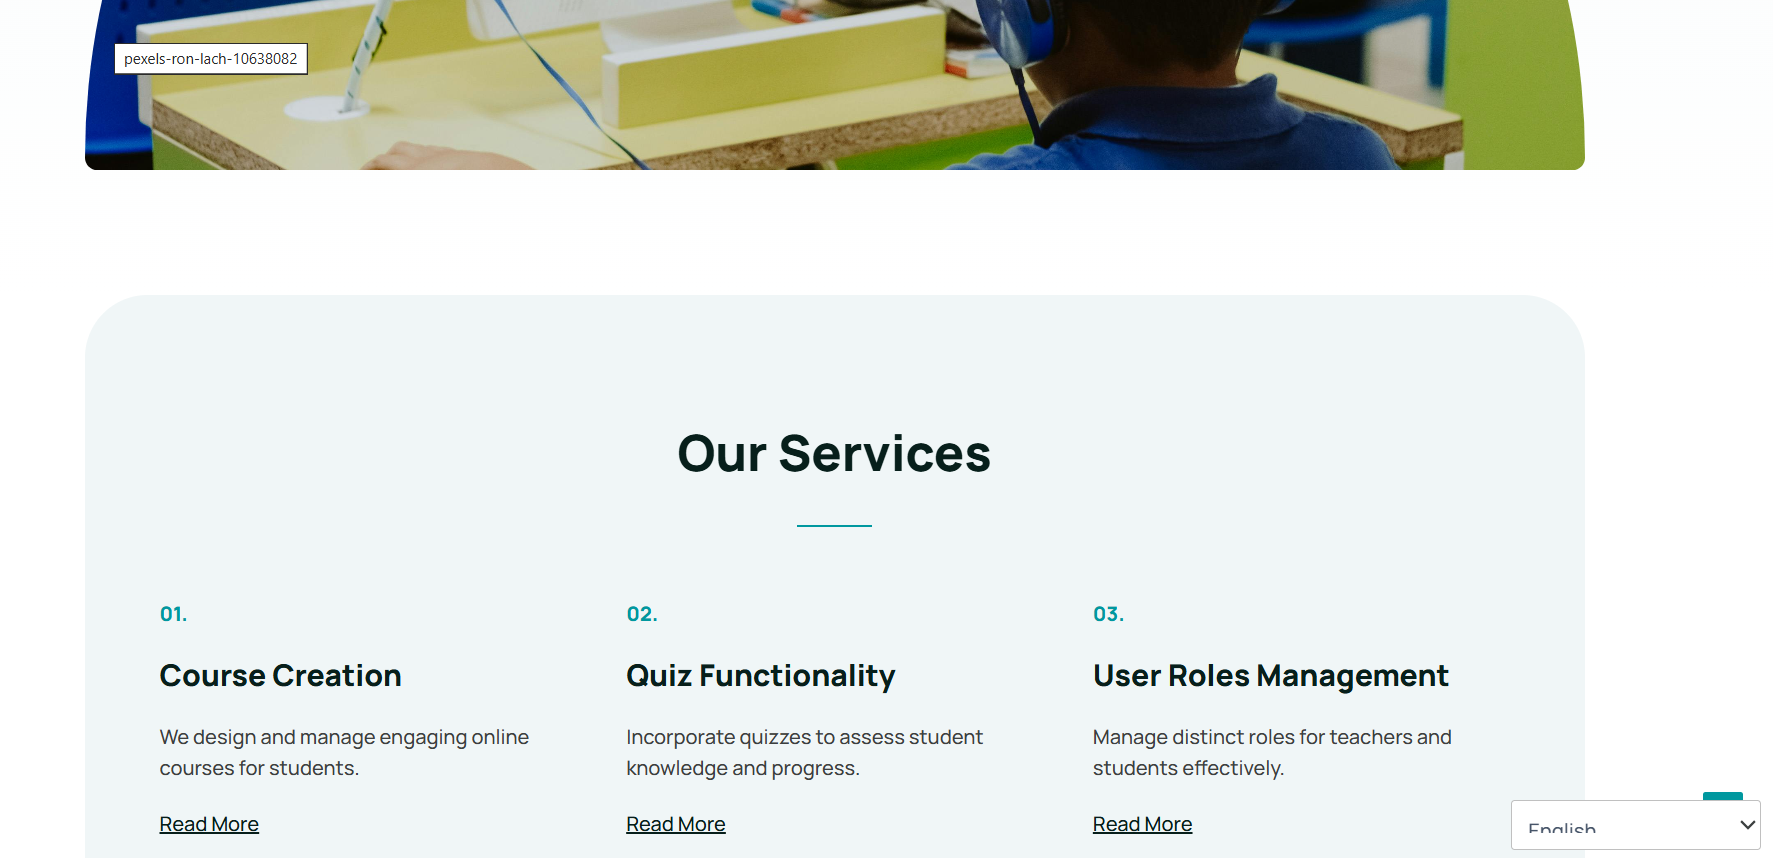 pexels-ron-lach-10638082
Our Services
01.
Course Creation
We design and manage engaging online
courses for students.
Read More
02.
Quiz Functionality
Incorporate quizzes to assess student
knowledge and progress.
Read More
03.
User Roles Management
Manage distinct roles for teachers and
students effectively.
Read More
English